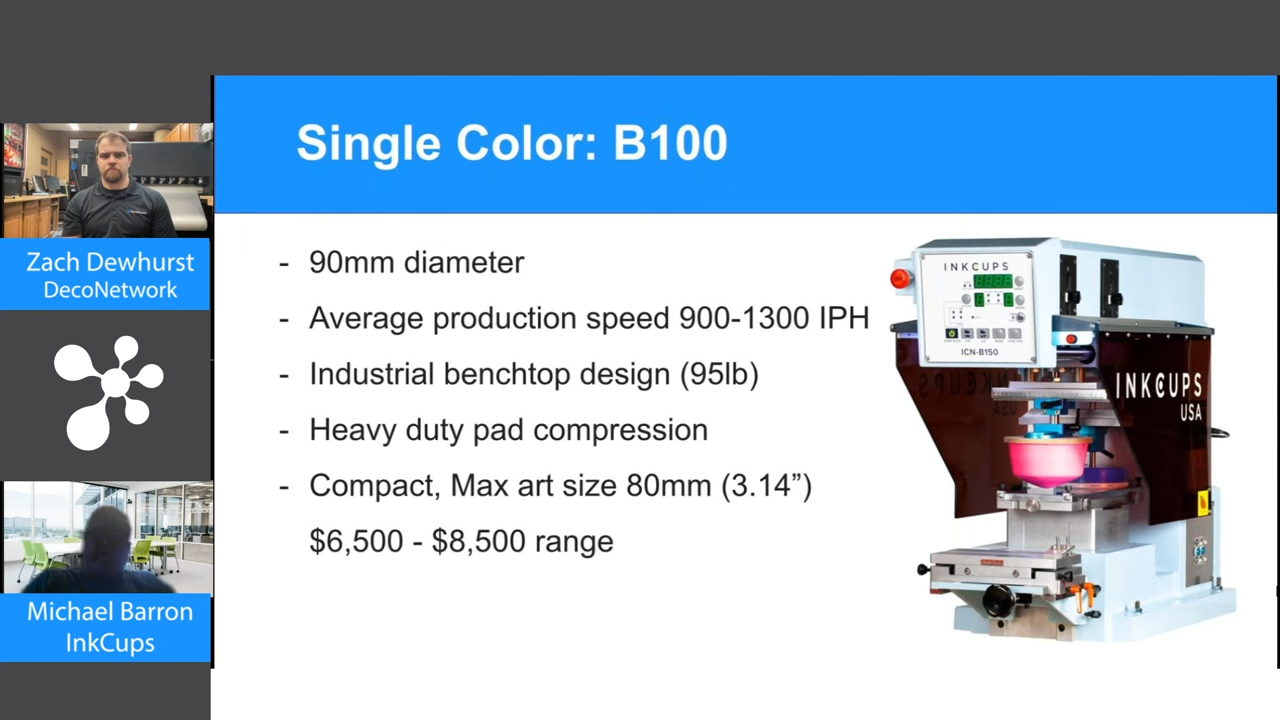 Single Color: B100
- 90mm diameter
- Average production speed 900-1300 IPH
- Industrial benchtop design (95lb)
- Heavy duty pad compression
- Compact, Max art size 80mm (3.14”)
$6,500 - $8,500 range
INKCUPS
ICN-B150
INKCUPS
USA
Zach Dewhurst
DecoNetwork
Michael Barron
InkCups